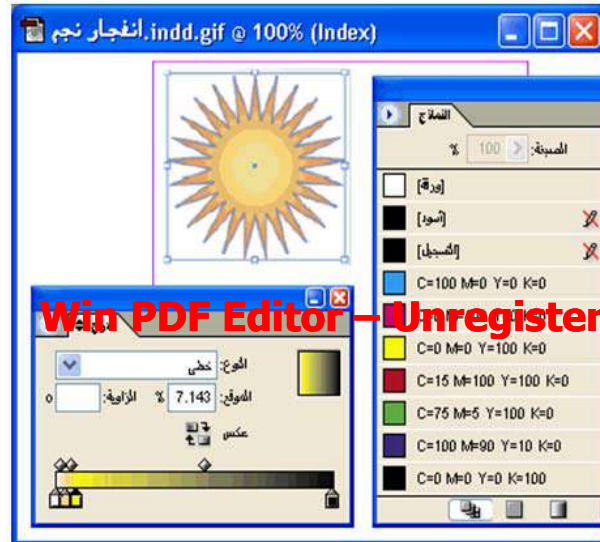 انفجار نجم.indd.gif @ 100% (Index)
النماذج
الصبغة: 100 %
[ورقة]
[أسود]
[التسجيل]
C=100 M=0 Y=0 K=0
C=0 M=0 Y=100 K=0
C=15 M=100 Y=100 K=0
C=75 M=5 Y=100 K=0
C=100 M=90 Y=10 K=0
C=0 M=0 Y=0 K=100
Win PDF Editor – Unregister
النوع: خطي
الموقع: 7.143 % الزاوية: o
عكس